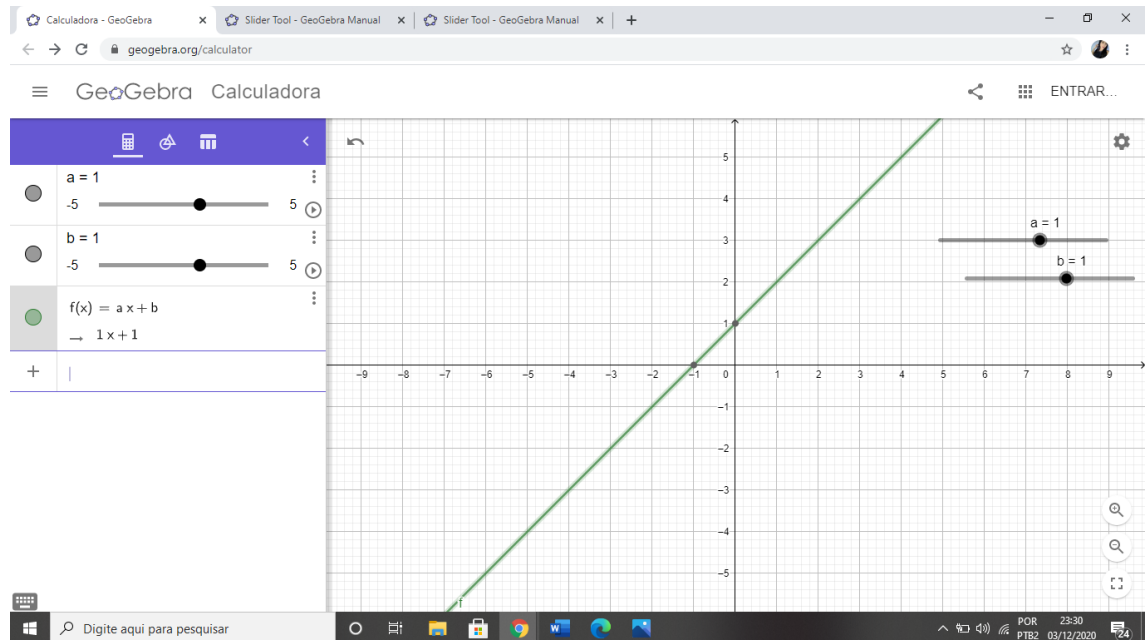 Calculadora - GeoGebra
Slider Tool - GeoGebra Manual
Slider Tool - GeoGebra Manual
geogebra.org/calculator
GeoGebra Calculadora
ENTRAR...
a = 1
-5 5
b = 1
-5 5
f(x) = a x + b
→ 1 x + 1
+
5
4
3
2
1
a = 1
b = 1
−9 −8 −7 −6 −5 −4 −3 −2 −1 0 1 2 3 4 5 6 7 8 9
−1
−2
−3
−4
−5
f
Digite aqui para pesquisar
POR
PTB2
23:30
03/12/2020
24